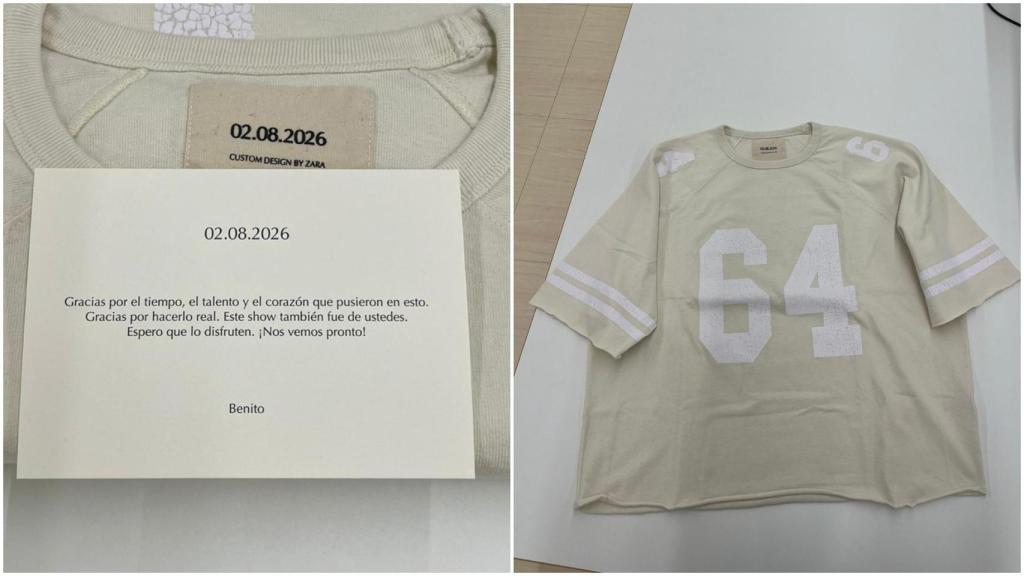 02.08.2026
CUSTOM DESIGN BY ZARA
02.08.2026
Gracias por el tiempo, el talento y el corazón que pusieron en esto.
Gracias por hacerlo real. Este show también fue de ustedes.
Espero que lo disfruten. ¡Nos vemos pronto!
Benito
64